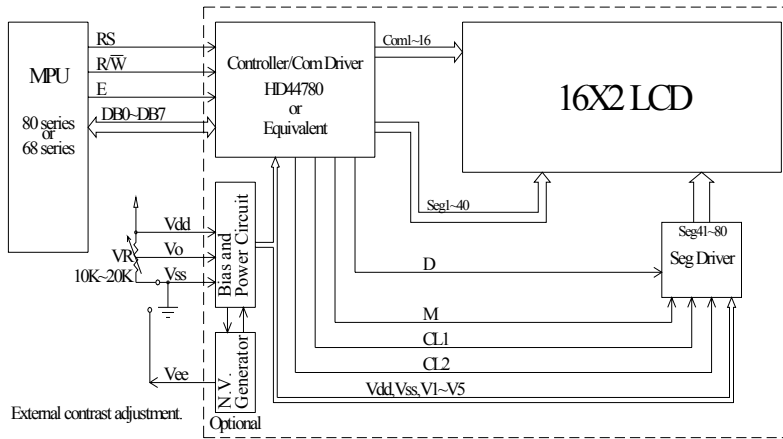 MPU
80 series
or
68 series
RS
R/W̅
E
DB0~DB7
Controller/Com Driver
HD44780
or
Equivalent
Com1~16
16X2 LCD
Seg1~40
Seg41~80
Seg Driver
Vdd
Vo
Vss
VR
10K~20K
Bias and
Power Circuit
D
M
CL1
CL2
Vdd,Vss,V1~V5
Vee
N.V.
Generator
Optional
External contrast adjustment.